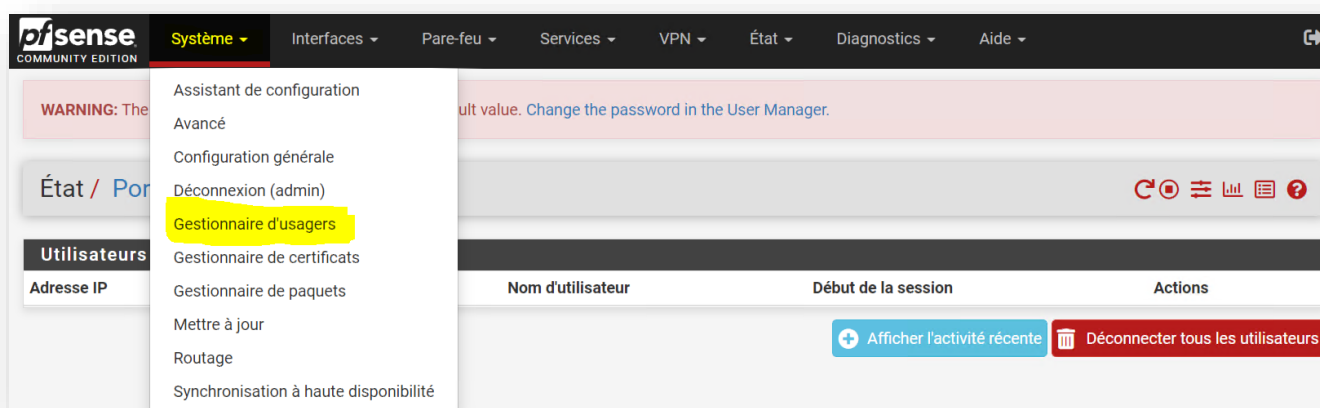 pfsense
COMMUNITY EDITION
Système
Interfaces
Pare-feu
Services
VPN
État
Diagnostics
Aide
WARNING: The
ult value. Change the password in the User Manager.
Assistant de configuration
Avancé
Configuration générale
Déconnexion (admin)
Gestionnaire d'usagers
Gestionnaire de certificats
Gestionnaire de paquets
Mettre à jour
Routage
Synchronisation à haute disponibilité
État / Por
Utilisateurs
Adresse IP
Nom d'utilisateur
Début de la session
Actions
Afficher l'activité récente
Déconnecter tous les utilisateurs